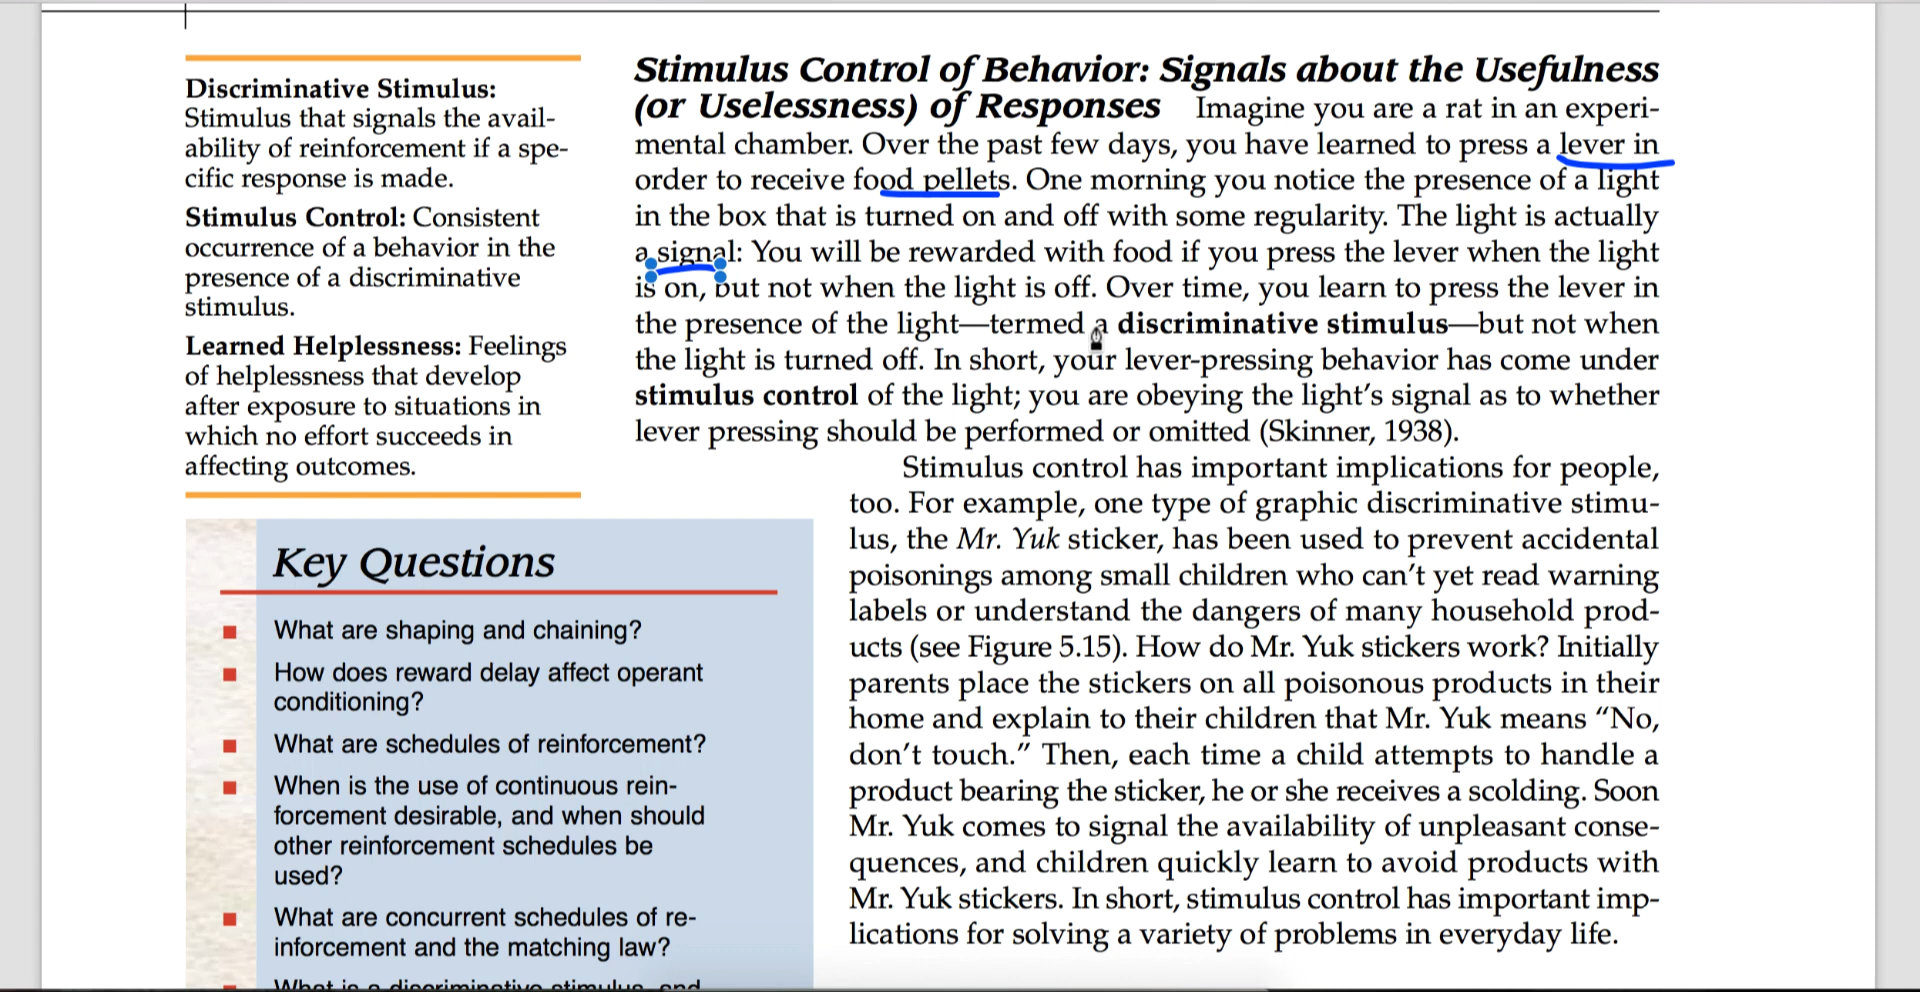 Discriminative Stimulus:
Stimulus that signals the avail-
ability of reinforcement if a spe-
cific response is made.
Stimulus Control: Consistent
occurrence of a behavior in the
presence of a discriminative
stimulus.
Learned Helplessness: Feelings
of helplessness that develop
after exposure to situations in
which no effort succeeds in
affecting outcomes.
Key Questions
What are shaping and chaining?
How does reward delay affect operant
conditioning?
What are schedules of reinforcement?
When is the use of continuous rein-
forcement desirable, and when should
other reinforcement schedules be
used?
What are concurrent schedules of re-
inforcement and the matching law?
What is a discriminative stimulus, and
Stimulus Control of Behavior: Signals about the Usefulness
(or Uselessness) of Responses Imagine you are a rat in an experi-
mental chamber. Over the past few days, you have learned to press a lever in
order to receive food pellets. One morning you notice the presence of a light
in the box that is turned on and off with some regularity. The light is actually
a signal: You will be rewarded with food if you press the lever when the light
is on, but not when the light is off. Over time, you learn to press the lever in
the presence of the light—termed a discriminative stimulus—but not when
the light is turned off. In short, your lever-pressing behavior has come under
stimulus control of the light; you are obeying the light's signal as to whether
lever pressing should be performed or omitted (Skinner, 1938).
Stimulus control has important implications for people,
too. For example, one type of graphic discriminative stimu-
lus, the Mr. Yuk sticker, has been used to prevent accidental
poisonings among small children who can't yet read warning
labels or understand the dangers of many household prod-
ucts (see Figure 5.15). How do Mr. Yuk stickers work? Initially
parents place the stickers on all poisonous products in their
home and explain to their children that Mr. Yuk means "No,
don't touch." Then, each time a child attempts to handle a
product bearing the sticker, he or she receives a scolding. Soon
Mr. Yuk comes to signal the availability of unpleasant conse-
quences, and children quickly learn to avoid products with
Mr. Yuk stickers. In short, stimulus control has important imp-
lications for solving a variety of problems in everyday life.